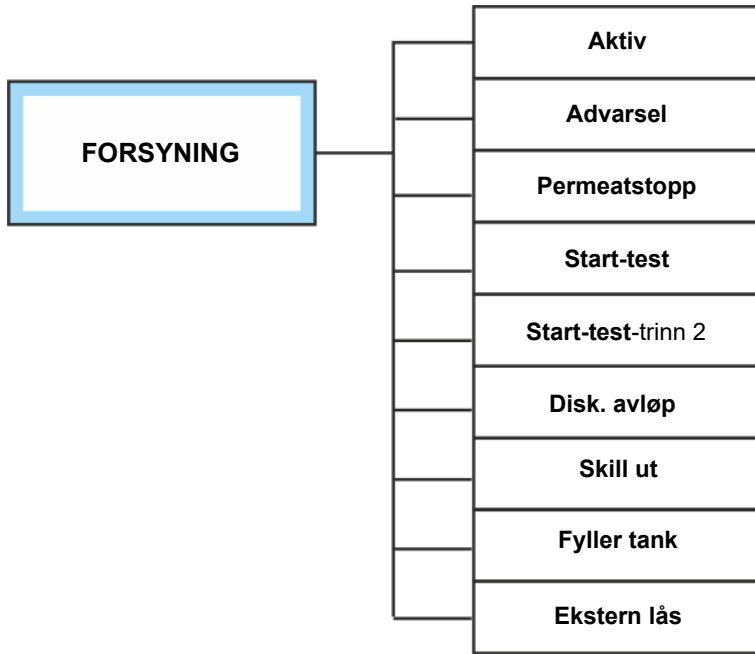 FORSYNING
Aktiv
Advarsel
Permeatstopp
Start-test
Start-test-trinn 2
Disk. avløp
Skill ut
Fyller tank
Ekstern lås